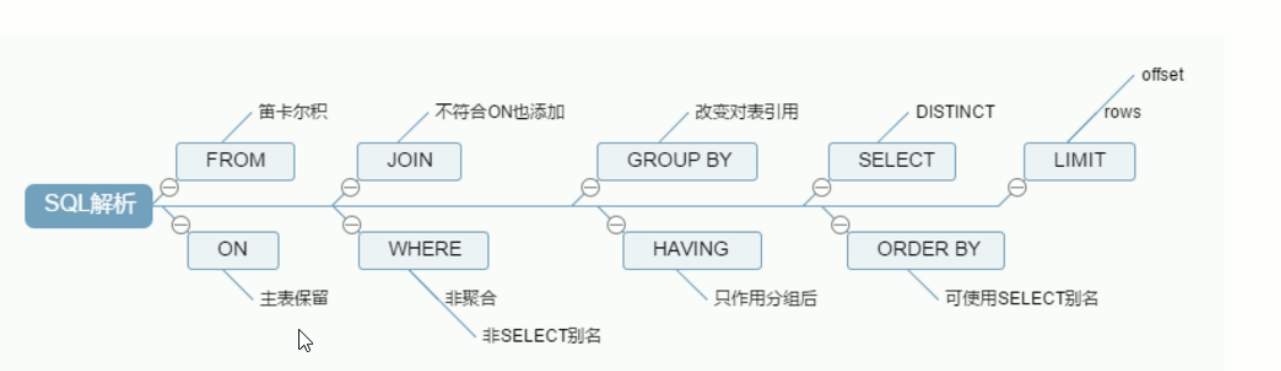 offset
笛卡尔积
不符合ON也添加
改变对表引用
DISTINCT
rows
FROM
JOIN
GROUP BY
SELECT
LIMIT
SQL解析
ON
WHERE
HAVING
ORDER BY
主表保留
非聚合
只作用分组后
可使用SELECT别名
非SELECT别名